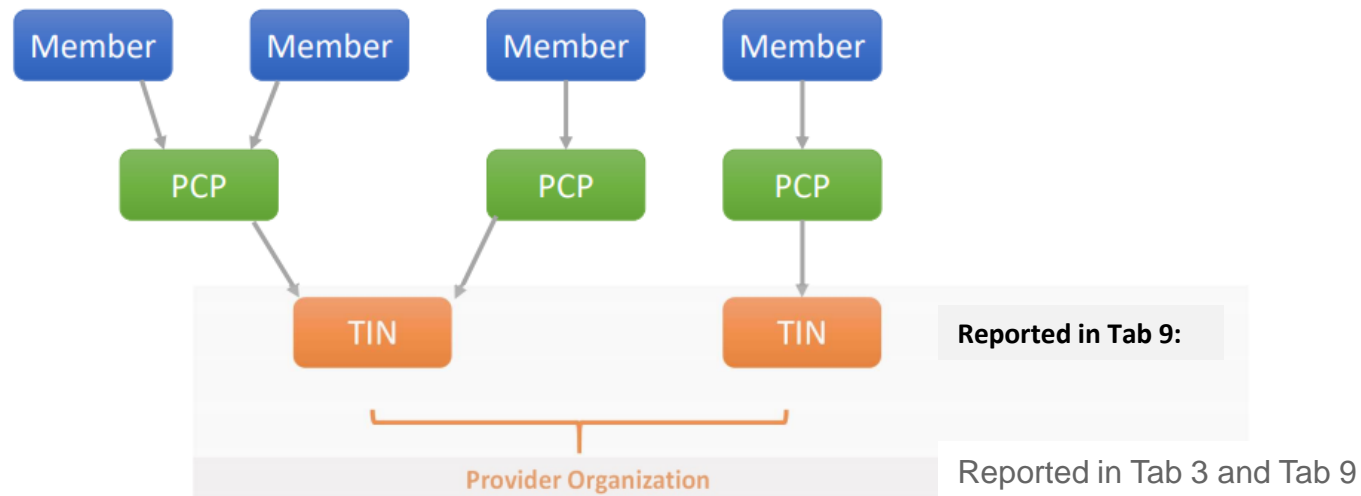 Member Member Member Member
PCP PCP PCP
TIN TIN Reported in Tab 9:
Provider Organization Reported in Tab 3 and Tab 9